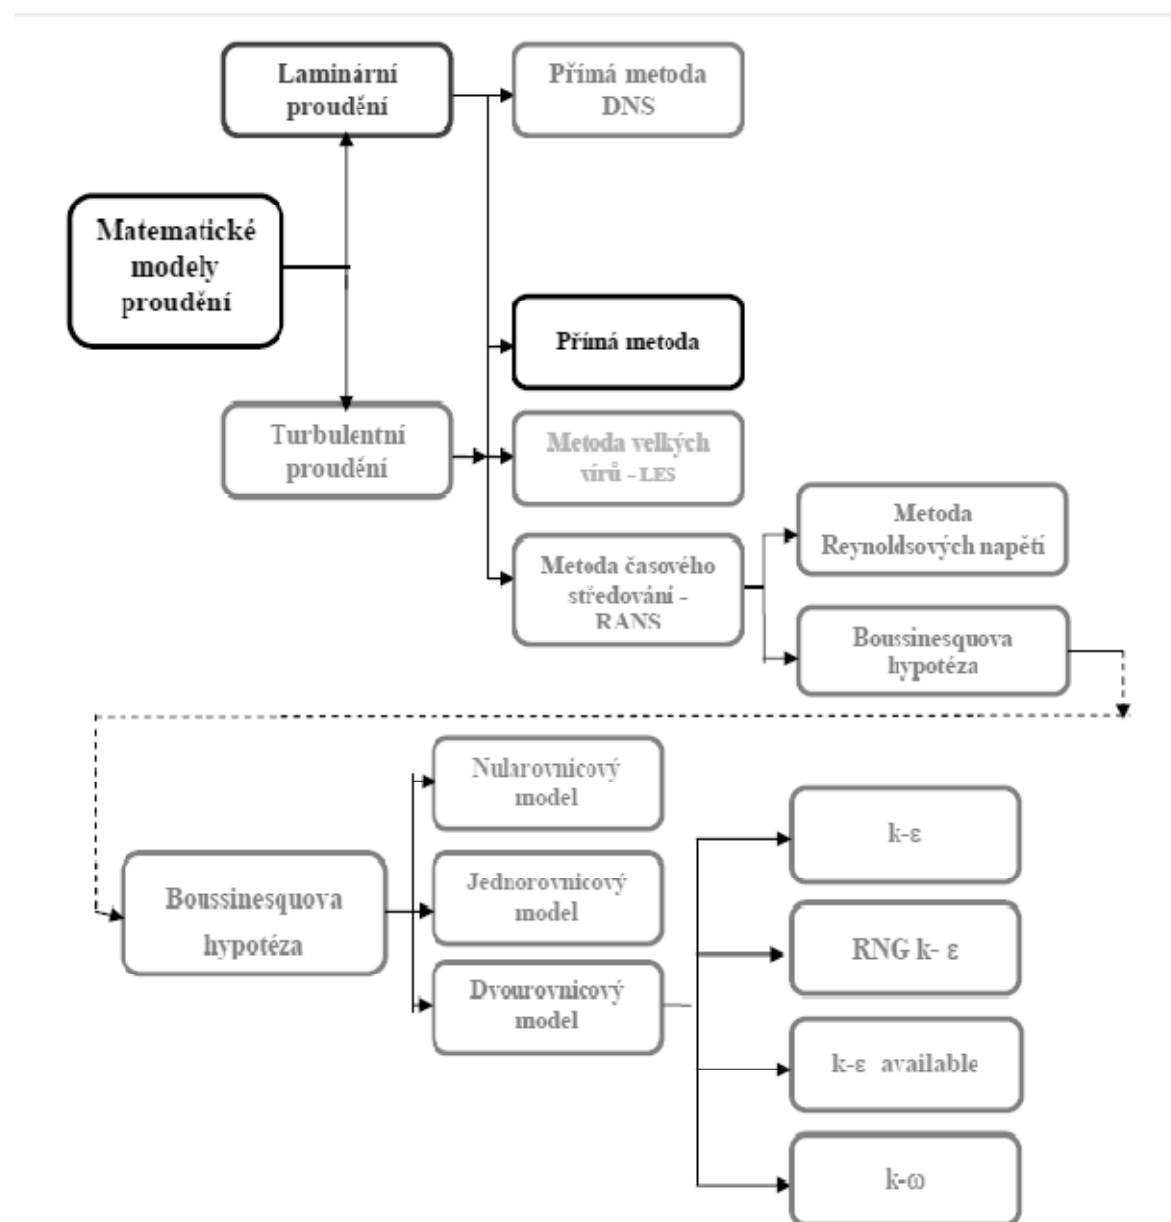 Laminární
proudění
Přímá metoda
DNS
Matematické
modely
proudění
Přímá metoda
Turbulentní
proudění
Metoda velkých
vírů - LES
Metoda časového
středování -
RANS
Metoda
Reynoldsových napětí
Boussinesquova
hypotéza
Nularovnicový
model
Jednorovnicový
model
Boussinesquova
hypotéza
Dvourovnicový
model
k-ε
RNG k- ε
k-ε available
k-ω